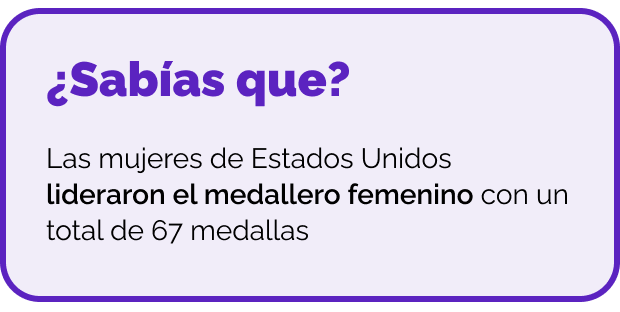 ¿Sabías que?
Las mujeres de Estados Unidos
lideraron el medallero femenino con un
total de 67 medallas